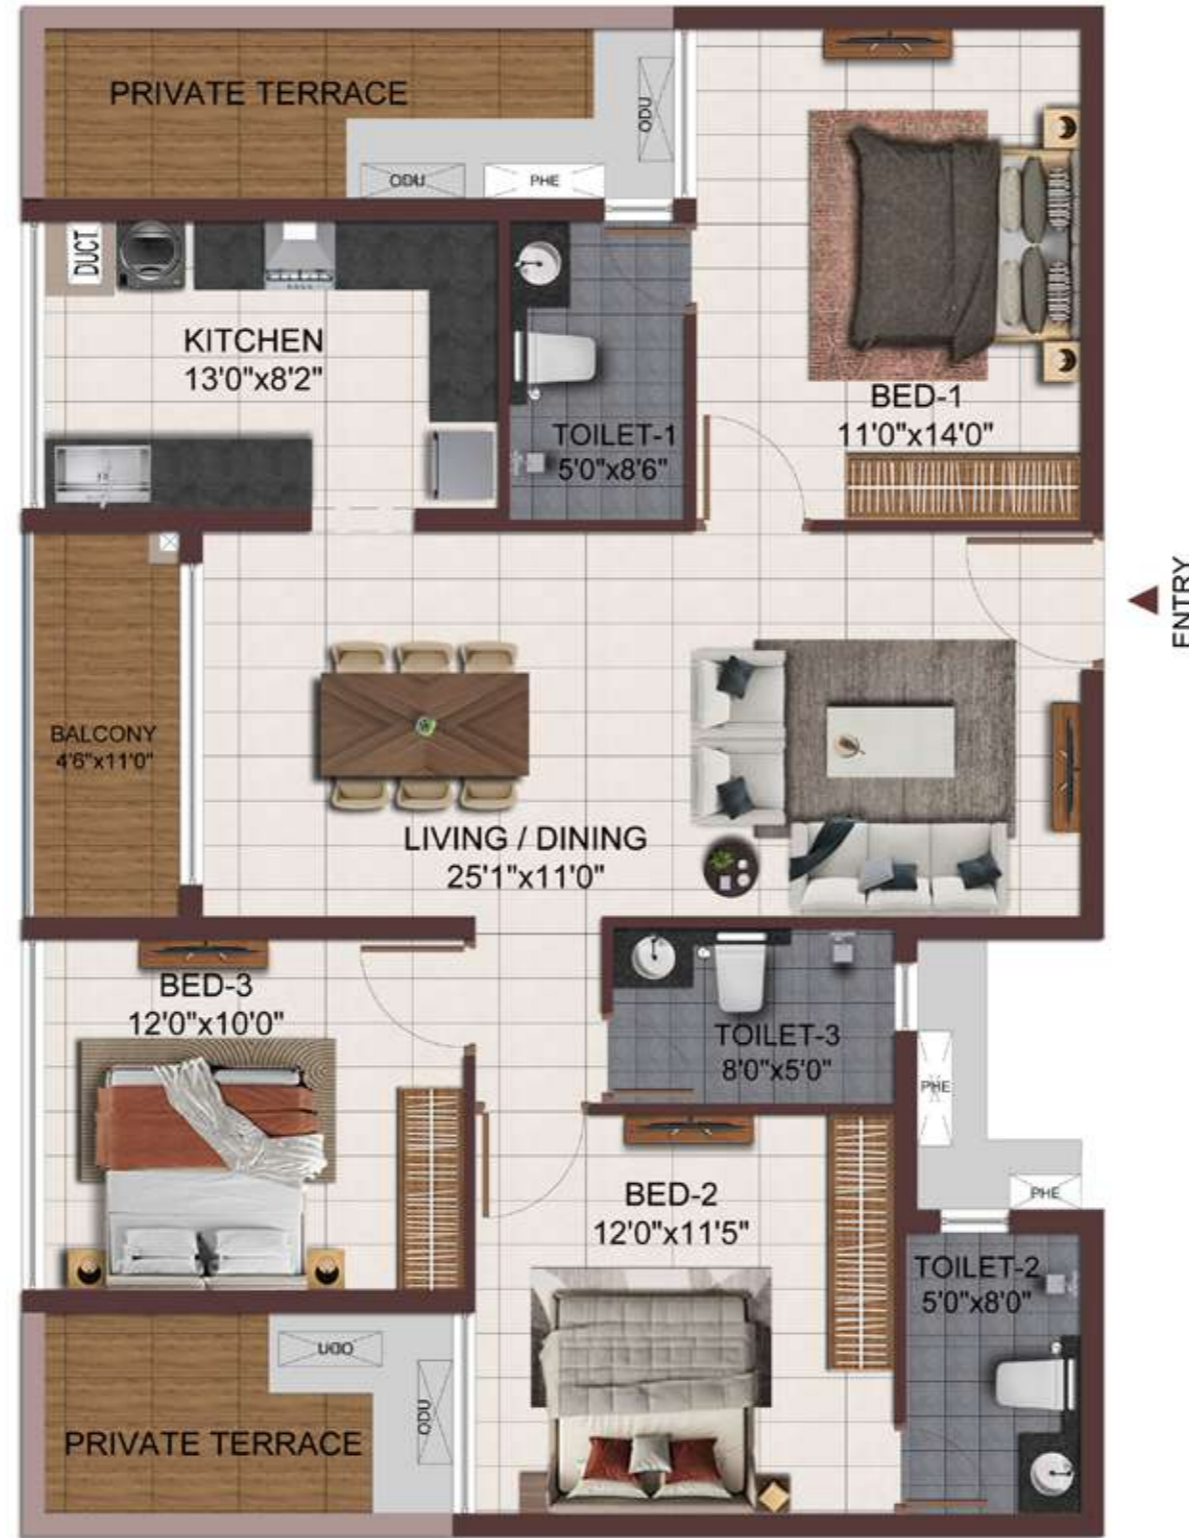 PRIVATE TERRACE
ODU
ODU
PHE
DUCT
KITCHEN
13'0"x8'2"
TOILET-1
5'0"x8'6"
BED-1
11'0"x14'0"
ENTRY
BALCONY
4'6"x11'0"
LIVING / DINING
25'1"x11'0"
BED-3
12'0"x10'0"
TOILET-3
8'0"x5'0"
PHE
PHE
BED-2
12'0"x11'5"
TOILET-2
5'0"x8'0"
ODU
ODU
PRIVATE TERRACE